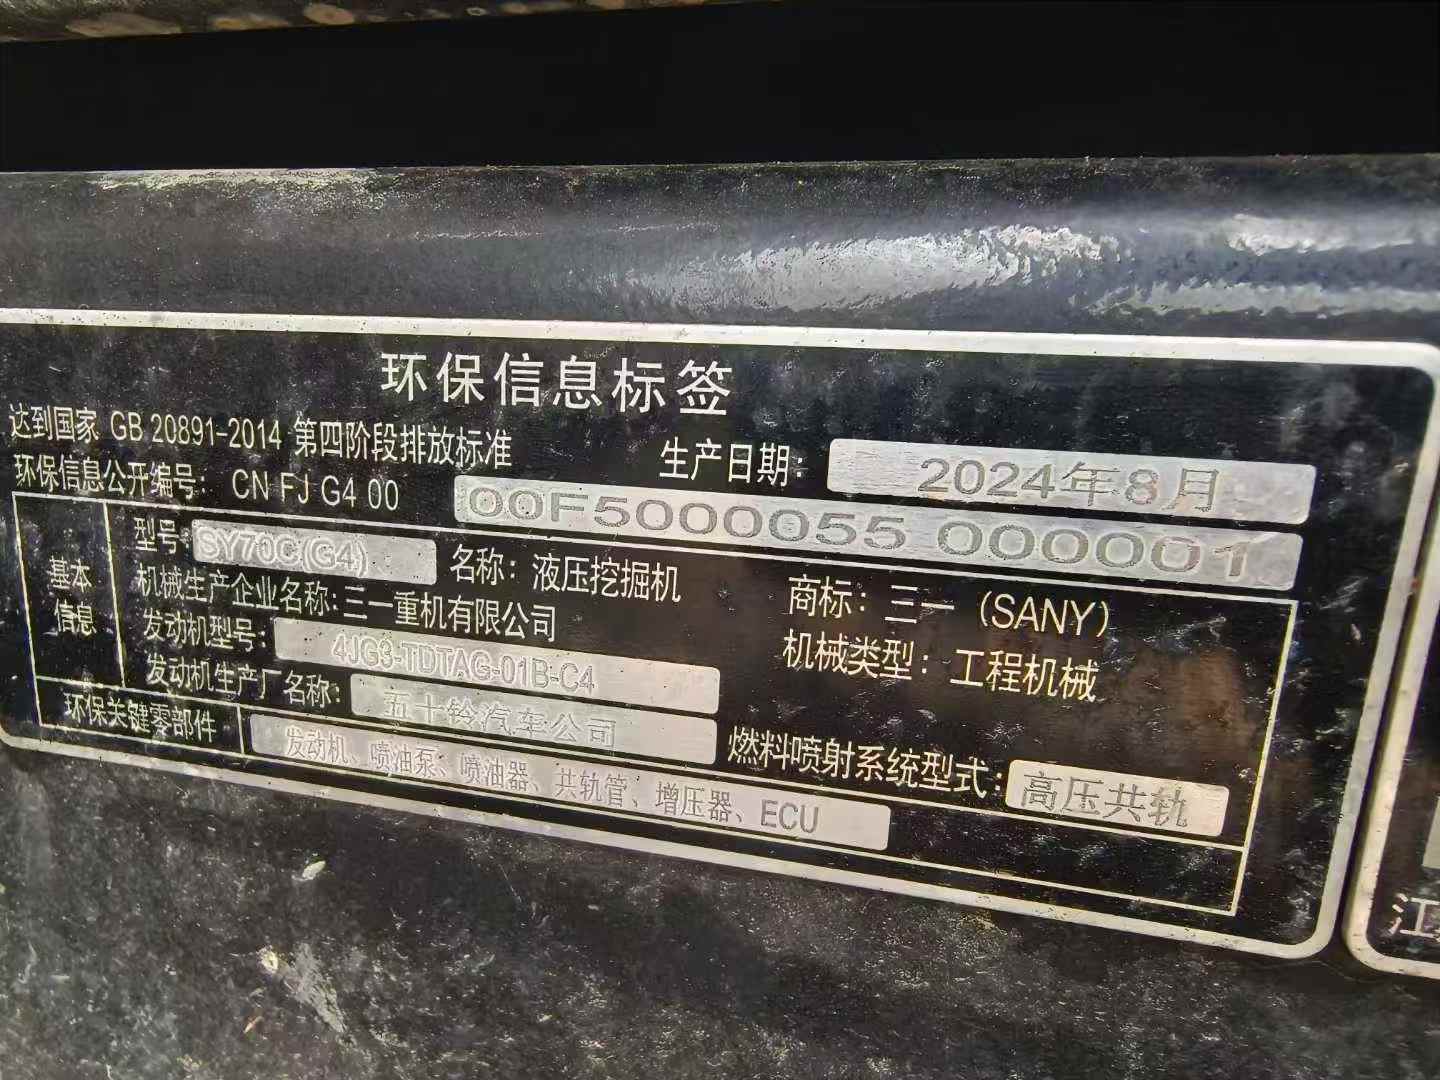 环保信息标签
达到国家 GB 20891-2014 第四阶段排放标准
生产日期: 2024年8月
环保信息公开编号: CN FJ G4 00 00F5000055 000001
基本信息
型号: SY70C(G4) 名称: 液压挖掘机 商标: 三一 (SANY)
机械生产企业名称: 三一重机有限公司 机械类型: 工程机械
发动机型号: 4JG3-TDTAG-01B-C4
发动机生产厂名称: 五十铃汽车公司 燃料喷射系统型式: 高压共轨
环保关键零部件 发动机、喷油泵、喷油器、共轨管、增压器、ECU
江